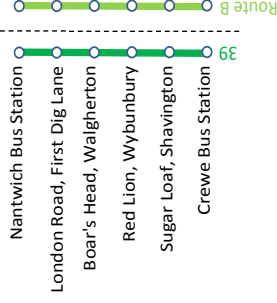 Route B
39
Nantwich Bus Station
London Road, First Dig Lane
Boar's Head, Walgherton
Red Lion, Wybunbury
Sugar Loaf, Shavington
Crewe Bus Station